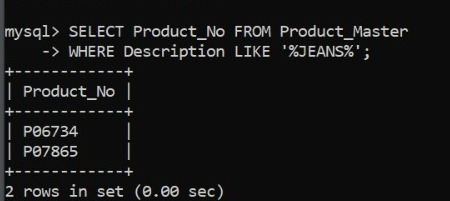 mysql> SELECT Product_No FROM Product_Master
    -> WHERE Description LIKE '%JEANS%';
+------------+
| Product_No |
+------------+
| P06734     |
| P07865     |
+------------+
2 rows in set (0.00 sec)